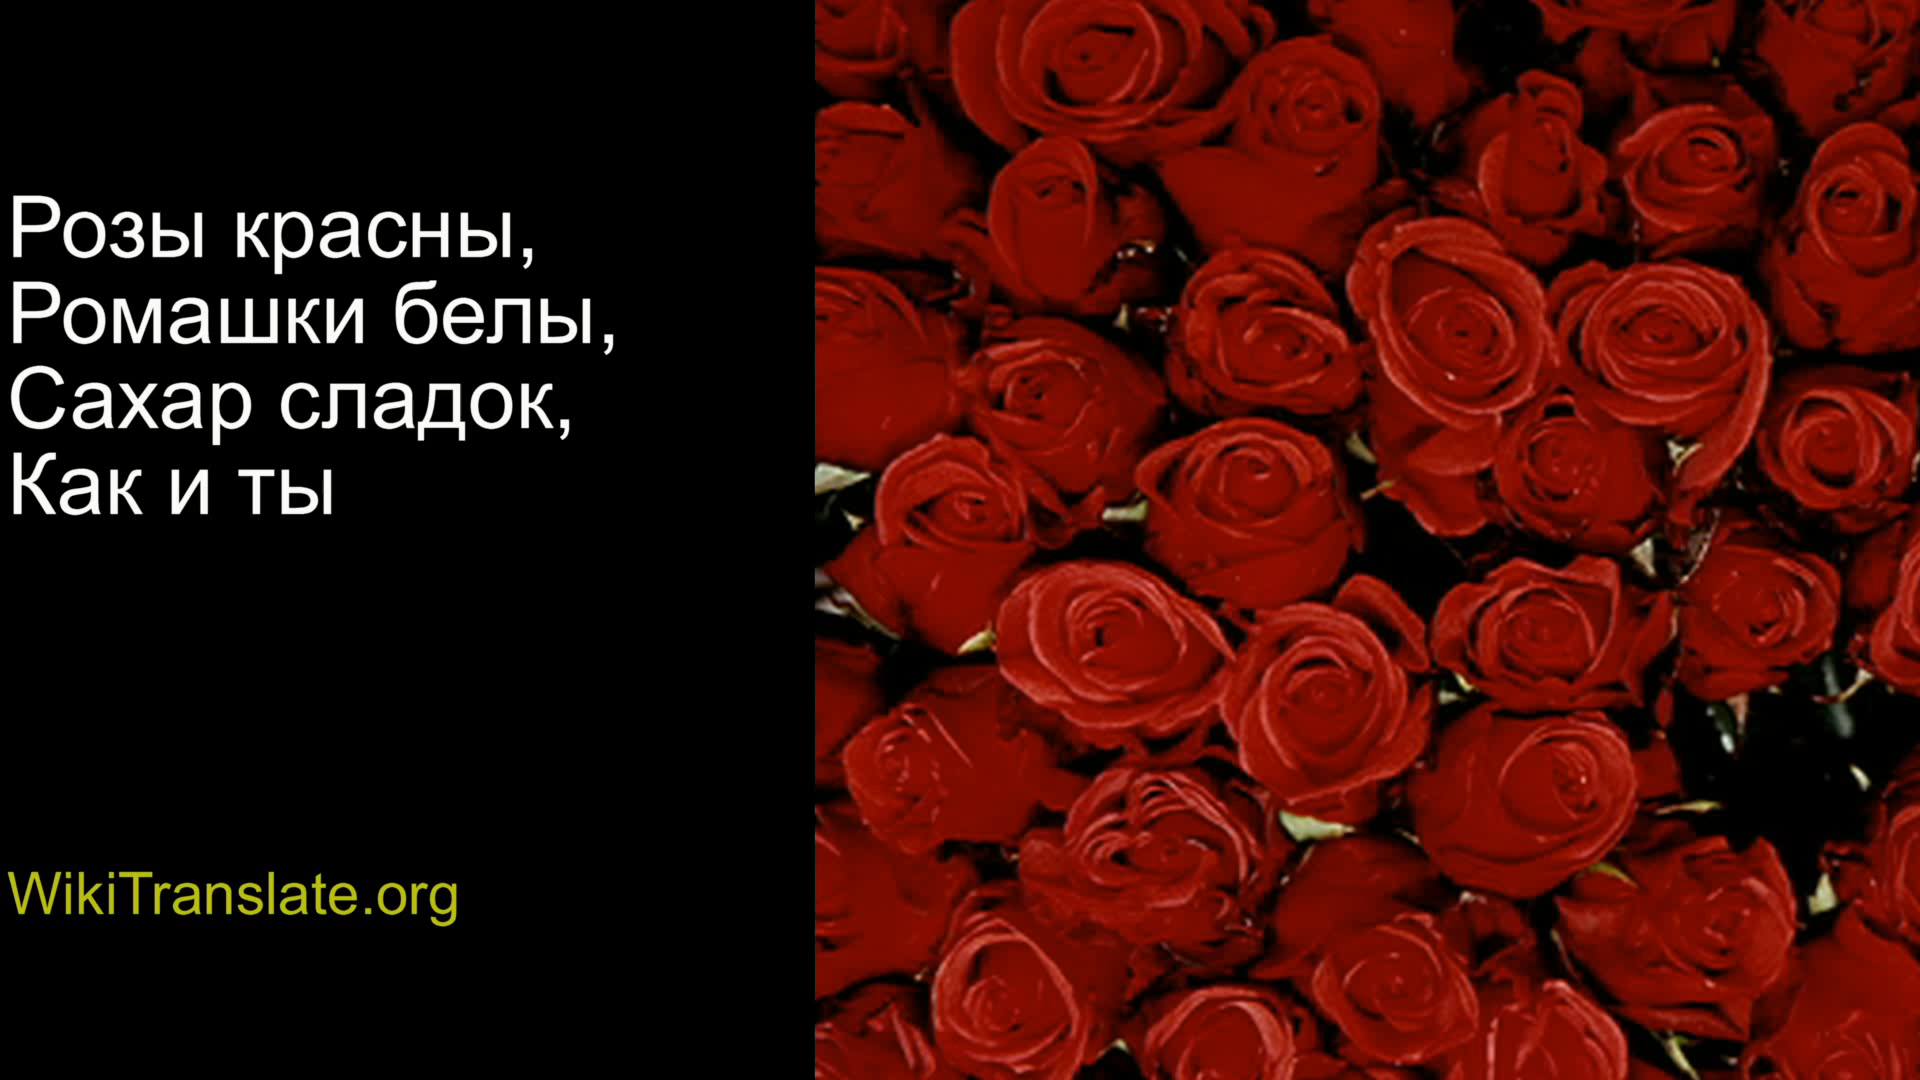 Розы красны,
Ромашки белы,
Сахар сладок,
Как и ты
WikiTranslate.org